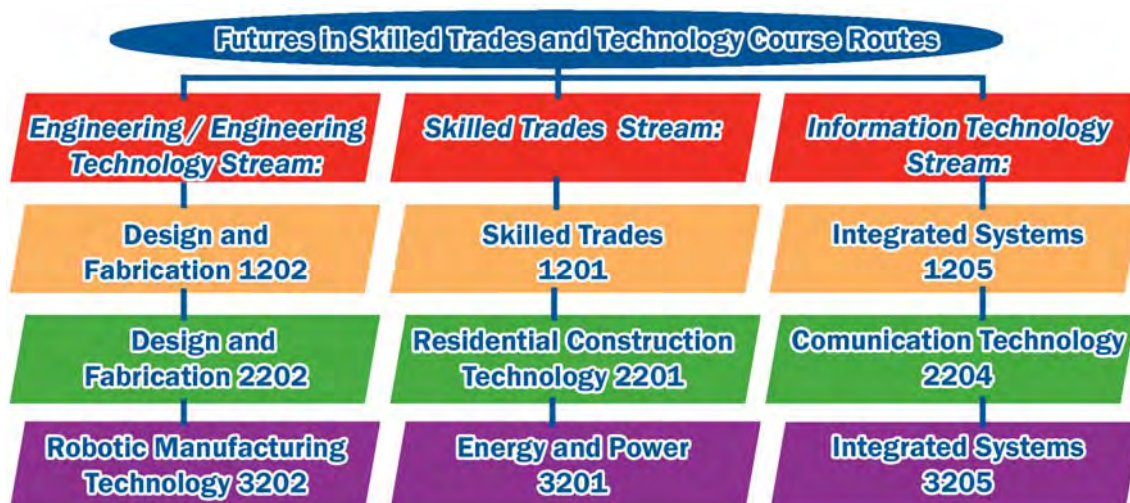 Futures in Skilled Trades and Technology Course Routes
Engineering / Engineering
Technology Stream:
Skilled Trades Stream:
Information Technology
Stream:
Design and
Fabrication 1202
Skilled Trades
1201
Integrated Systems
1205
Design and
Fabrication 2202
Residential Construction
Technology 2201
Comunication Technology
2204
Robotic Manufacturing
Technology 3202
Energy and Power
3201
Integrated Systems
3205